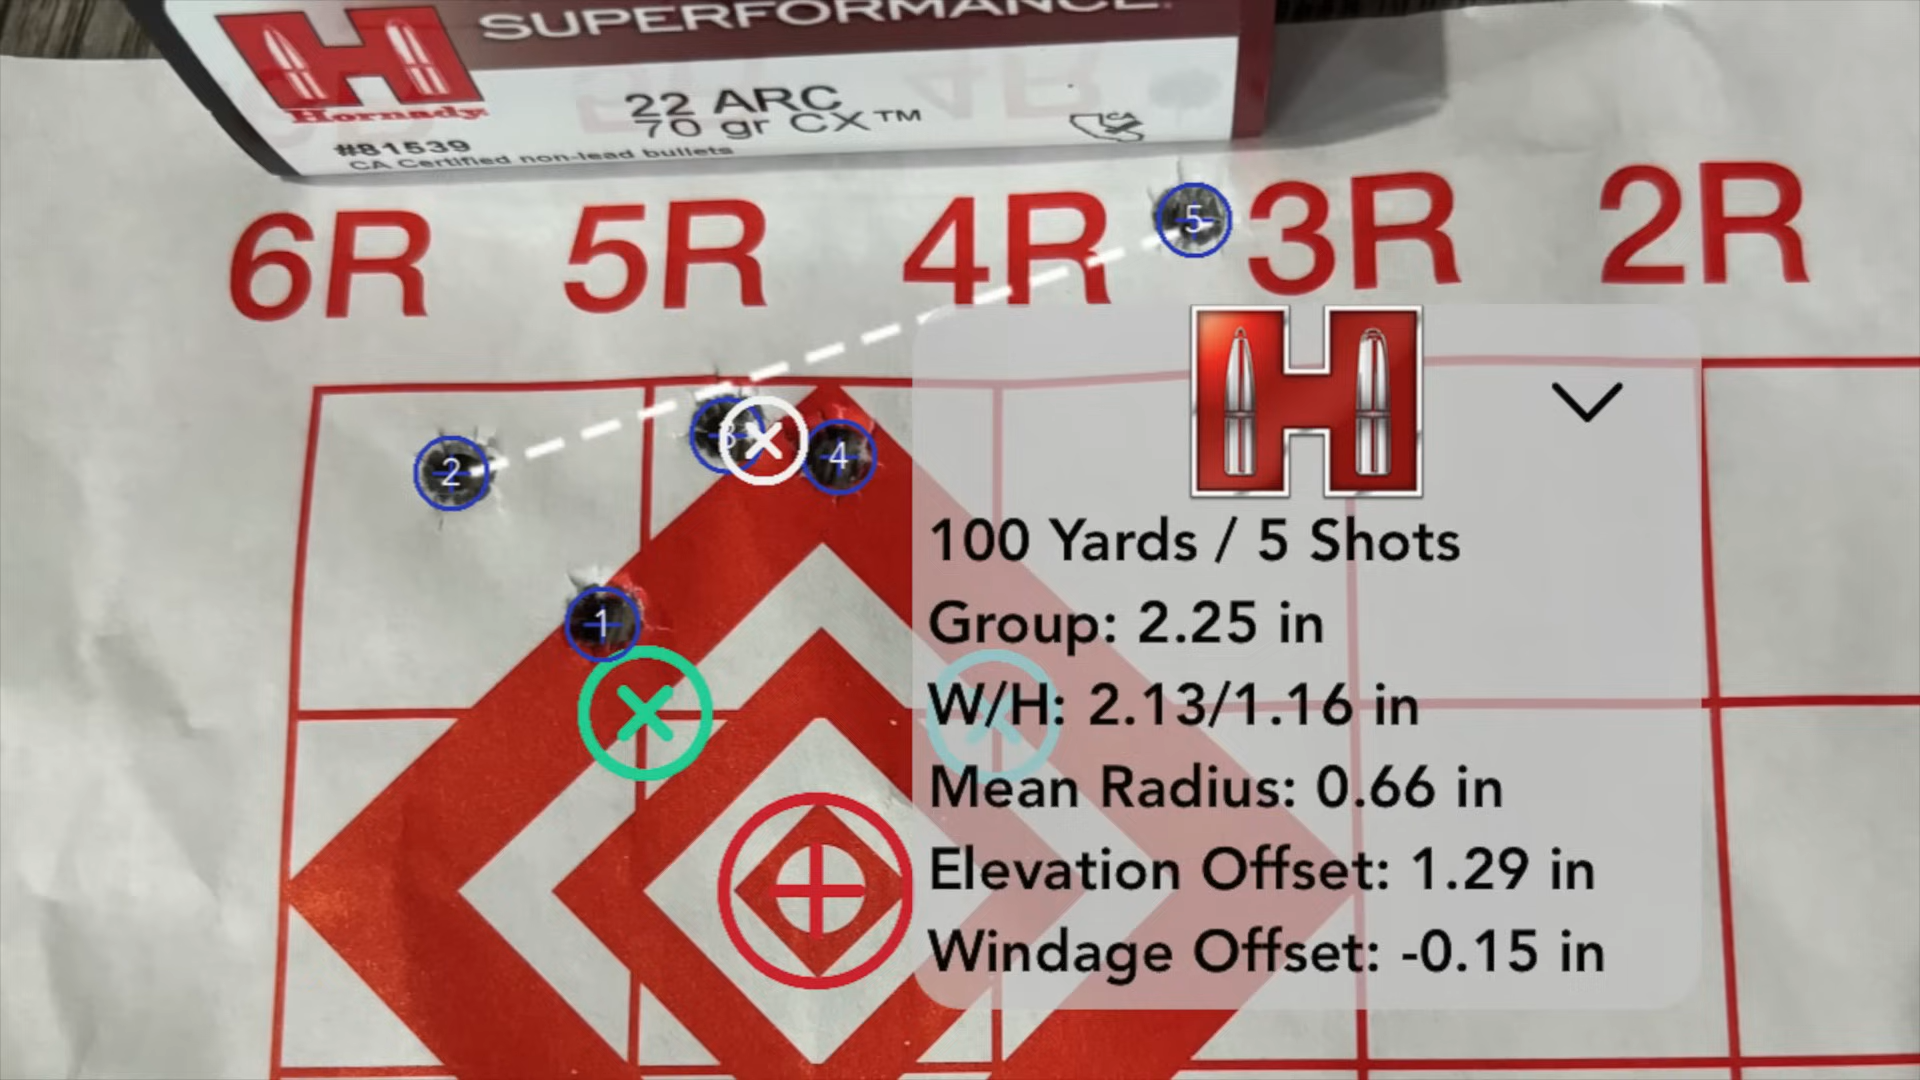 SUPERFORMANCE
Hornady
22 ARC
70 gr CX™
#81539
CA
CA Certified non-lead bullets
6R 5R 4R 3R 2R
5
2
3
4
1
100 Yards / 5 Shots
Group: 2.25 in
W/H: 2.13/1.16 in
Mean Radius: 0.66 in
Elevation Offset: 1.29 in
Windage Offset: -0.15 in